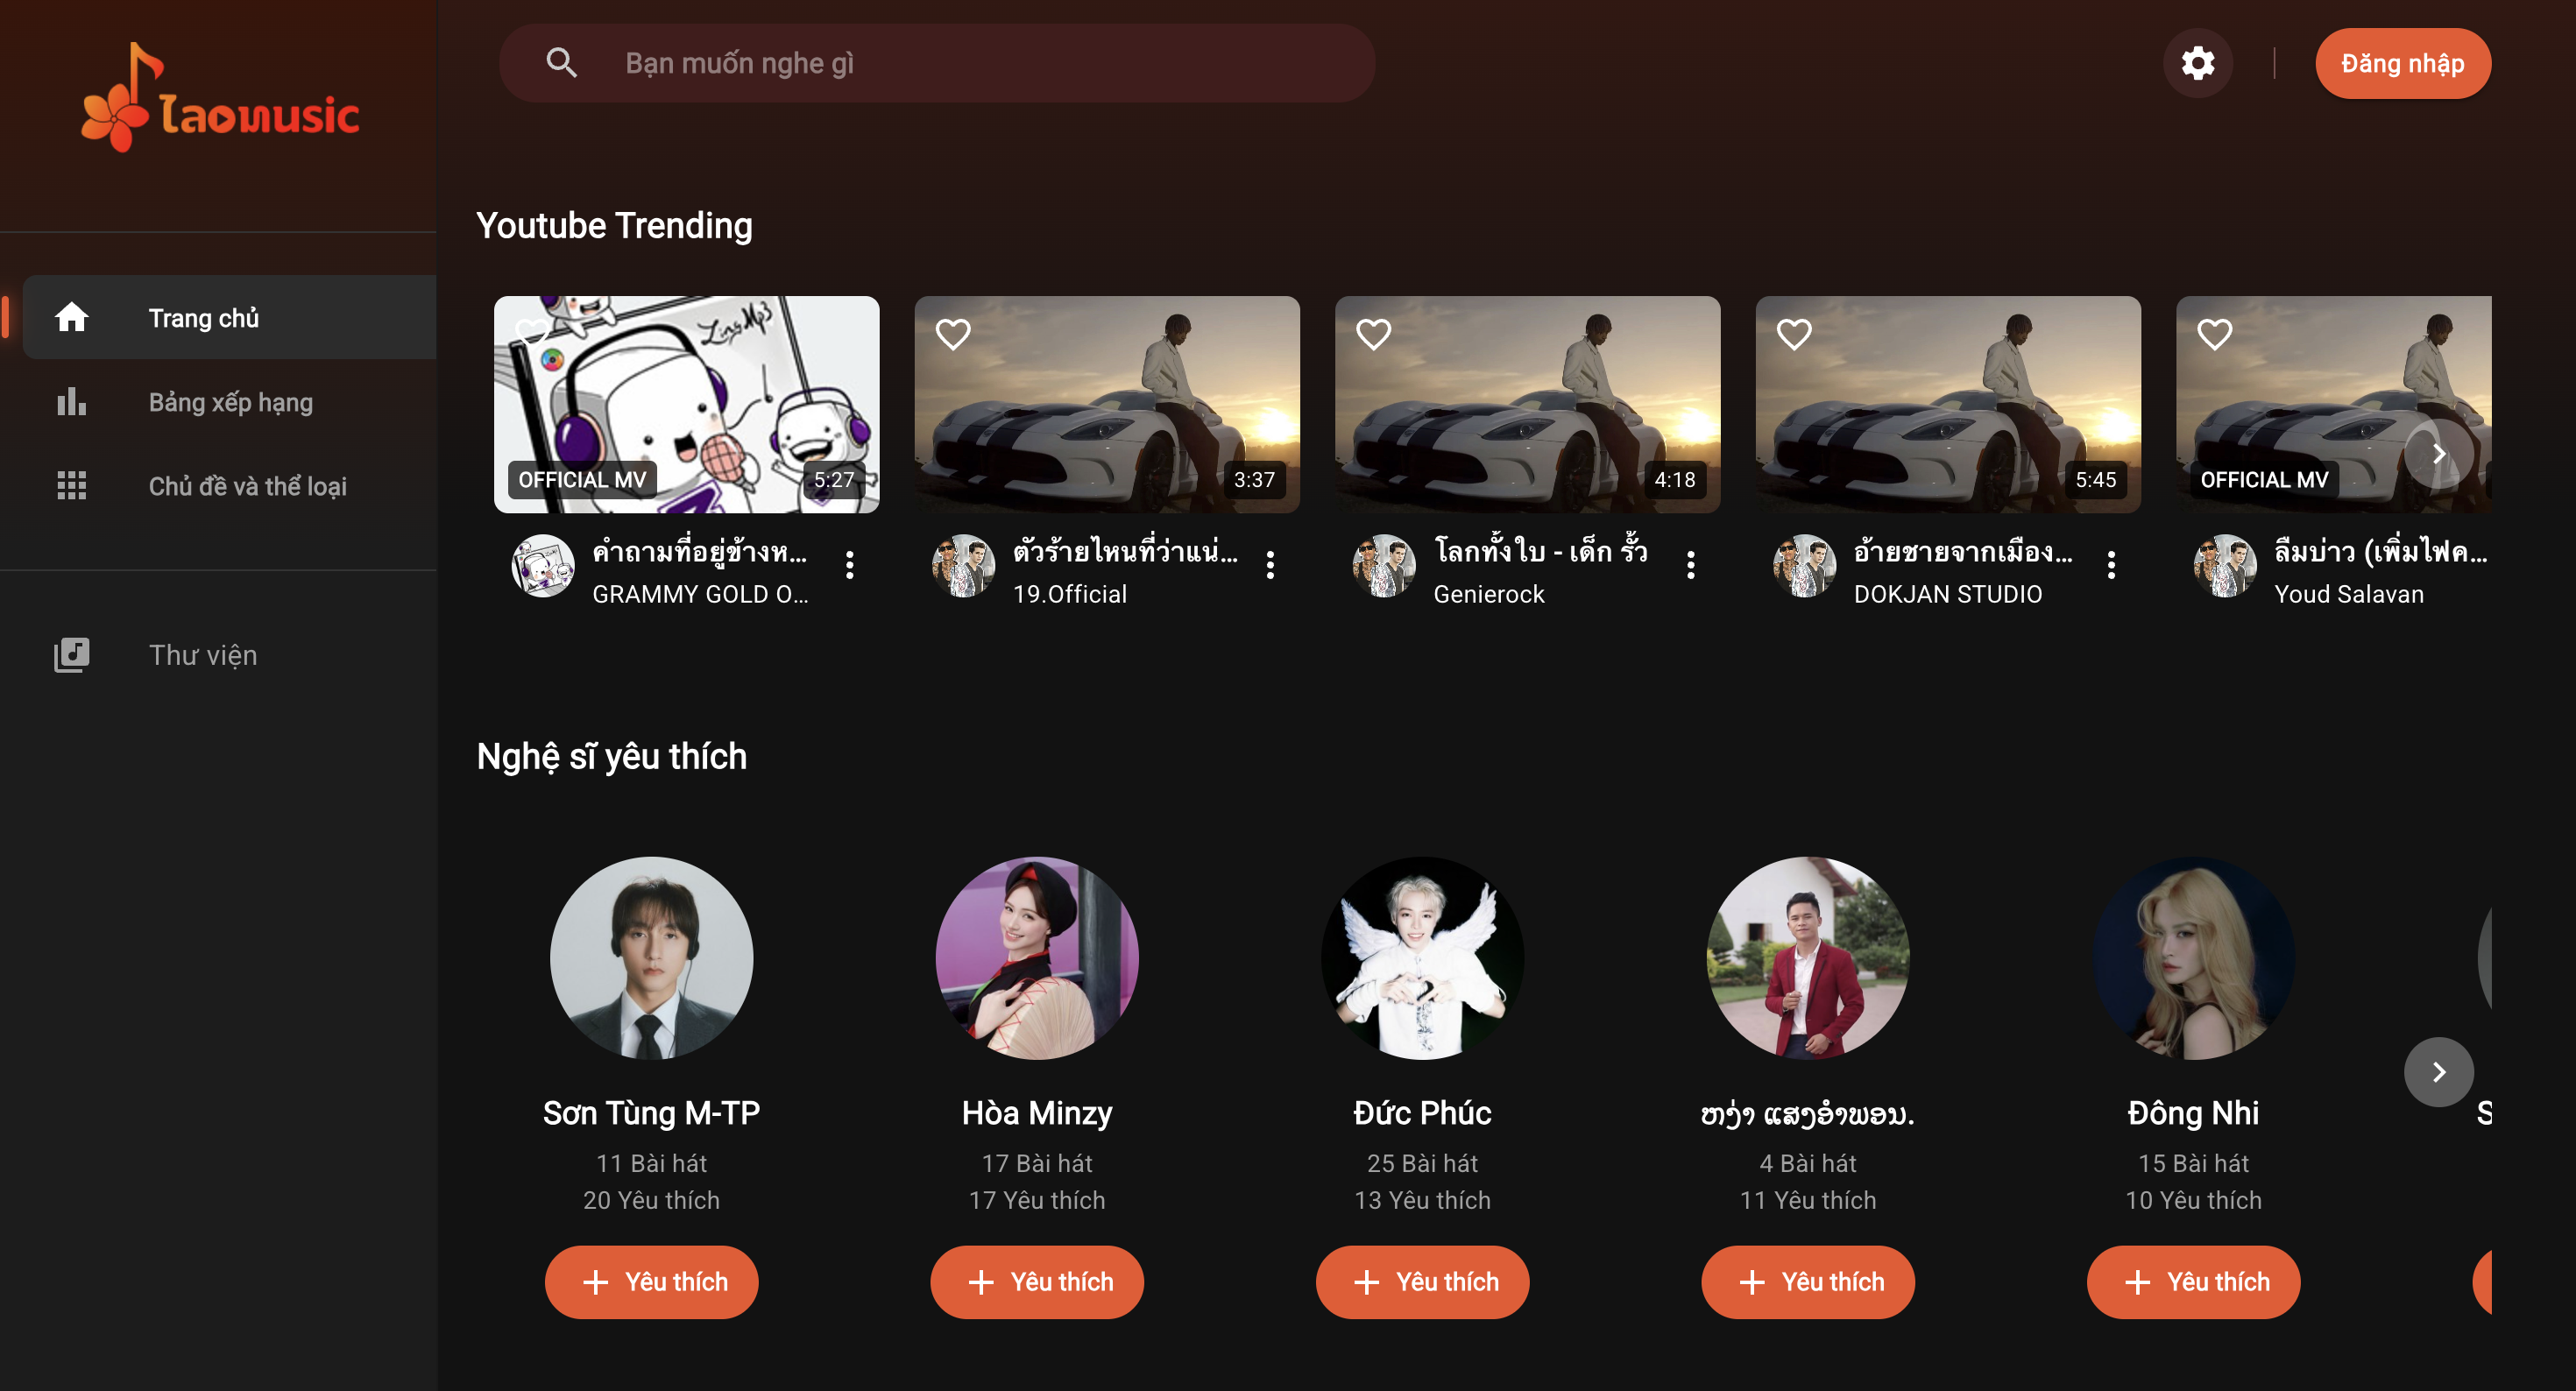 laomusic
Bạn muốn nghe gì
Đăng nhập
Trang chủ
Bảng xếp hạng
Chủ đề và thể loại
Thư viện
Youtube Trending
Zing Mp3
OFFICIAL MV
5:27
3:37
4:18
5:45
OFFICIAL MV
คำถามที่อยู่ข้างห...
GRAMMY GOLD O...
ตัวร้ายไหนที่ว่าแน่...
19.Official
โลกทั้งใบ - เด็ก รั้ว
Genierock
อ้ายชายจากเมือง...
DOKJAN STUDIO
ลืมบ่าว (เพิ่มไฟค...
Youd Salavan
Nghệ sĩ yêu thích
Sơn Tùng M-TP
11 Bài hát
20 Yêu thích
Yêu thích
Hòa Minzy
17 Bài hát
17 Yêu thích
Yêu thích
Đức Phúc
25 Bài hát
13 Yêu thích
Yêu thích
ຫງ່າ ແສງອຳພອນ.
4 Bài hát
11 Yêu thích
Yêu thích
Đông Nhi
15 Bài hát
10 Yêu thích
Yêu thích
S